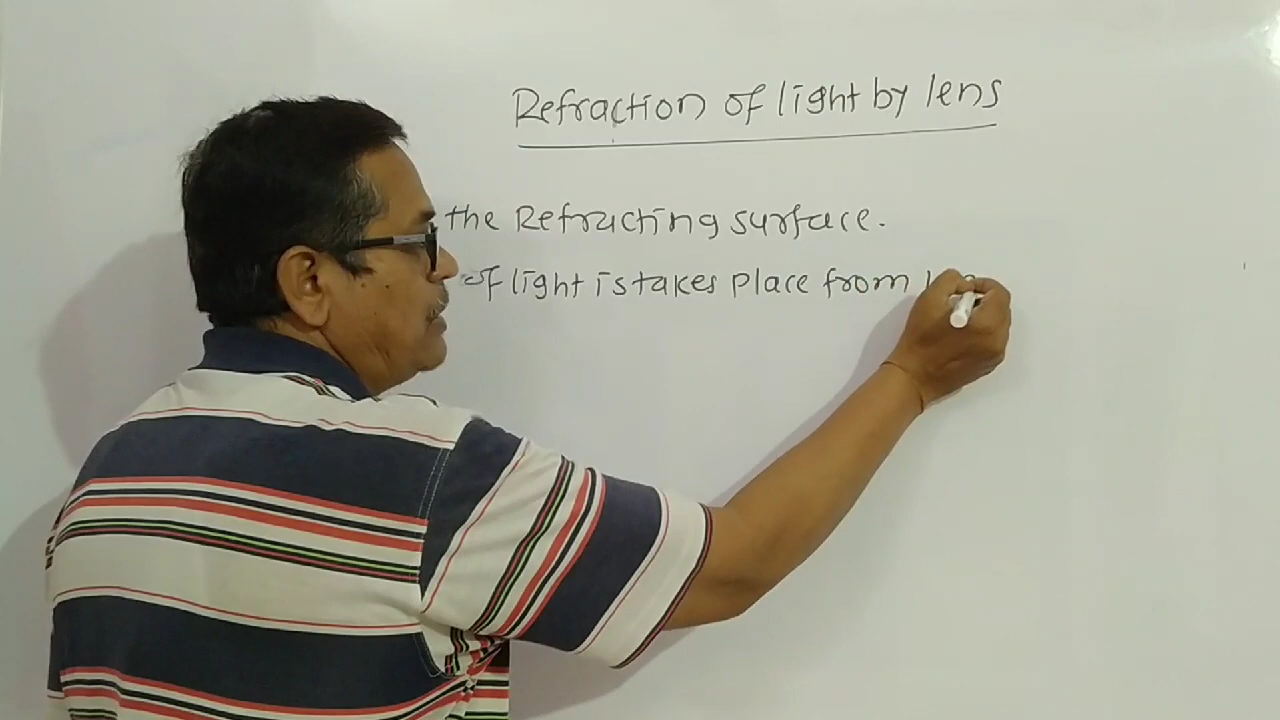 Refraction of light by lens
the Refracting surface.
of light is takes place from